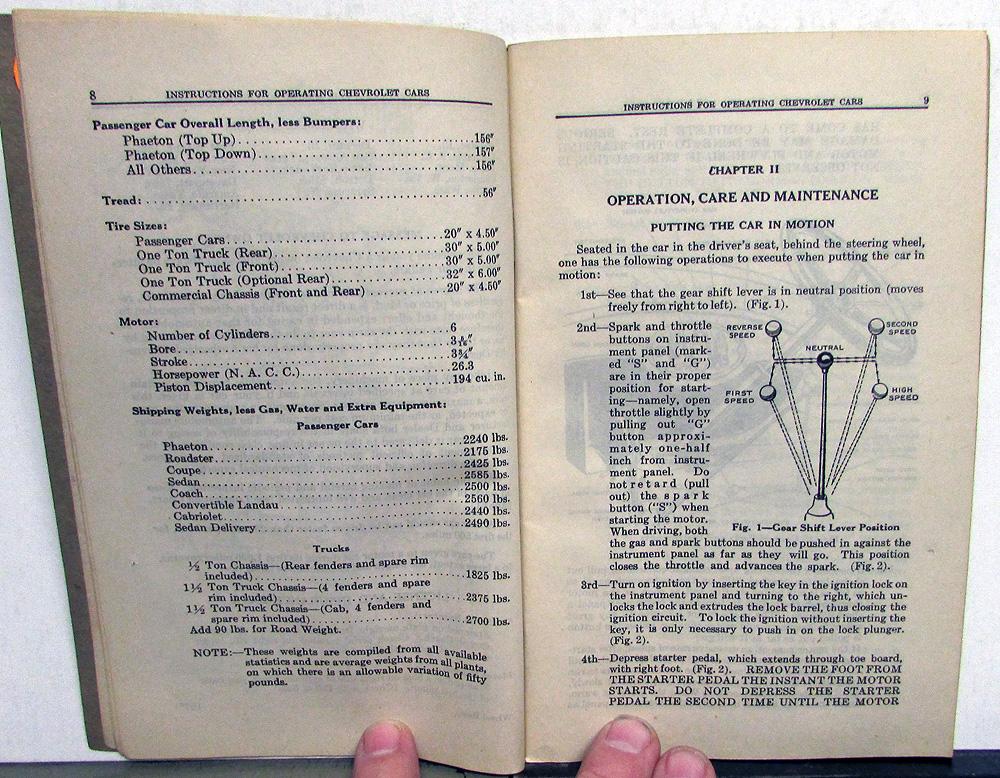 8 INSTRUCTIONS FOR OPERATING CHEVROLET CARS
Passenger Car Overall Length, less Bumpers:
Phaeton (Top Up) 156"
Phaeton (Top Down) 157"
All Others 156"
Tread: 56"
Tire Sizes:
Passenger Cars 20" x 4.50"
One Ton Truck (Rear) 30" x 5.00"
One Ton Truck (Front) 30" x 5.00"
One Ton Truck (Optional Rear) 32" x 6.00"
Commercial Chassis (Front and Rear) 20" x 4.50"
Motor:
Number of Cylinders 6
Bore
Stroke 3¾"
Horsepower (N. A. C. C.) 26.3
Piston Displacement 194 cu. in.
Shipping Weights, less Gas, Water and Extra Equipment:
Passenger Cars
Phaeton 2240 lbs.
Roadster 2175 lbs.
Coupe 2425 lbs.
Sedan 2585 lbs.
Coach 2500 lbs.
Convertible Landau 2560 lbs.
Cabriolet 2440 lbs.
Sedan Delivery 2490 lbs.
Trucks
½ Ton Chassis—(Rear fenders and spare rim
included) 1825 lbs.
1½ Ton Truck Chassis—(4 fenders and spare
rim included) 2375 lbs.
1½ Ton Truck Chassis—(Cab, 4 fenders and
spare rim included) 2700 lbs.
Add 90 lbs. for Road Weight.
NOTE:—These weights are compiled from all available
statistics and are average weights from all plants,
on which there is an allowable variation of fifty
pounds.
INSTRUCTIONS FOR OPERATING CHEVROLET CARS 9
CHAPTER II
OPERATION, CARE AND MAINTENANCE
PUTTING THE CAR IN MOTION
Seated in the car in the driver's seat, behind the steering wheel,
one has the following operations to execute when putting the car in
motion:
1st—See that the gear shift lever is in neutral position (moves
freely from right to left). (Fig. 1).
2nd—Spark and throttle
buttons on instru-
ment panel (mark-
ed "S" and "G")
are in their proper
position for start-
ing—namely, open
throttle slightly by
pulling out "G"
button approxi-
mately one-half
inch from instru-
ment panel. Do
not retard (pull
out) the spark
button ("S") when
starting the motor.
When driving, both
the gas and spark buttons should be pushed in against the
instrument panel as far as they will go. This position
closes the throttle and advances the spark. (Fig. 2).
REVERSE
SPEED
SECOND
SPEED
NEUTRAL
FIRST
SPEED
HIGH
SPEED
Fig. 1—Gear Shift Lever Position
3rd—Turn on ignition by inserting the key in the ignition lock on
the instrument panel and turning to the right, which un-
locks the lock and extrudes the lock barrel, thus closing the
ignition circuit. To lock the ignition without inserting the
key, it is only necessary to push in on the lock plunger.
(Fig. 2).
4th—Depress starter pedal, which extends through toe board,
with right foot. (Fig. 2). REMOVE THE FOOT FROM
THE STARTER PEDAL THE INSTANT THE MOTOR
STARTS. DO NOT DEPRESS THE STARTER
PEDAL THE SECOND TIME UNTIL THE MOTOR